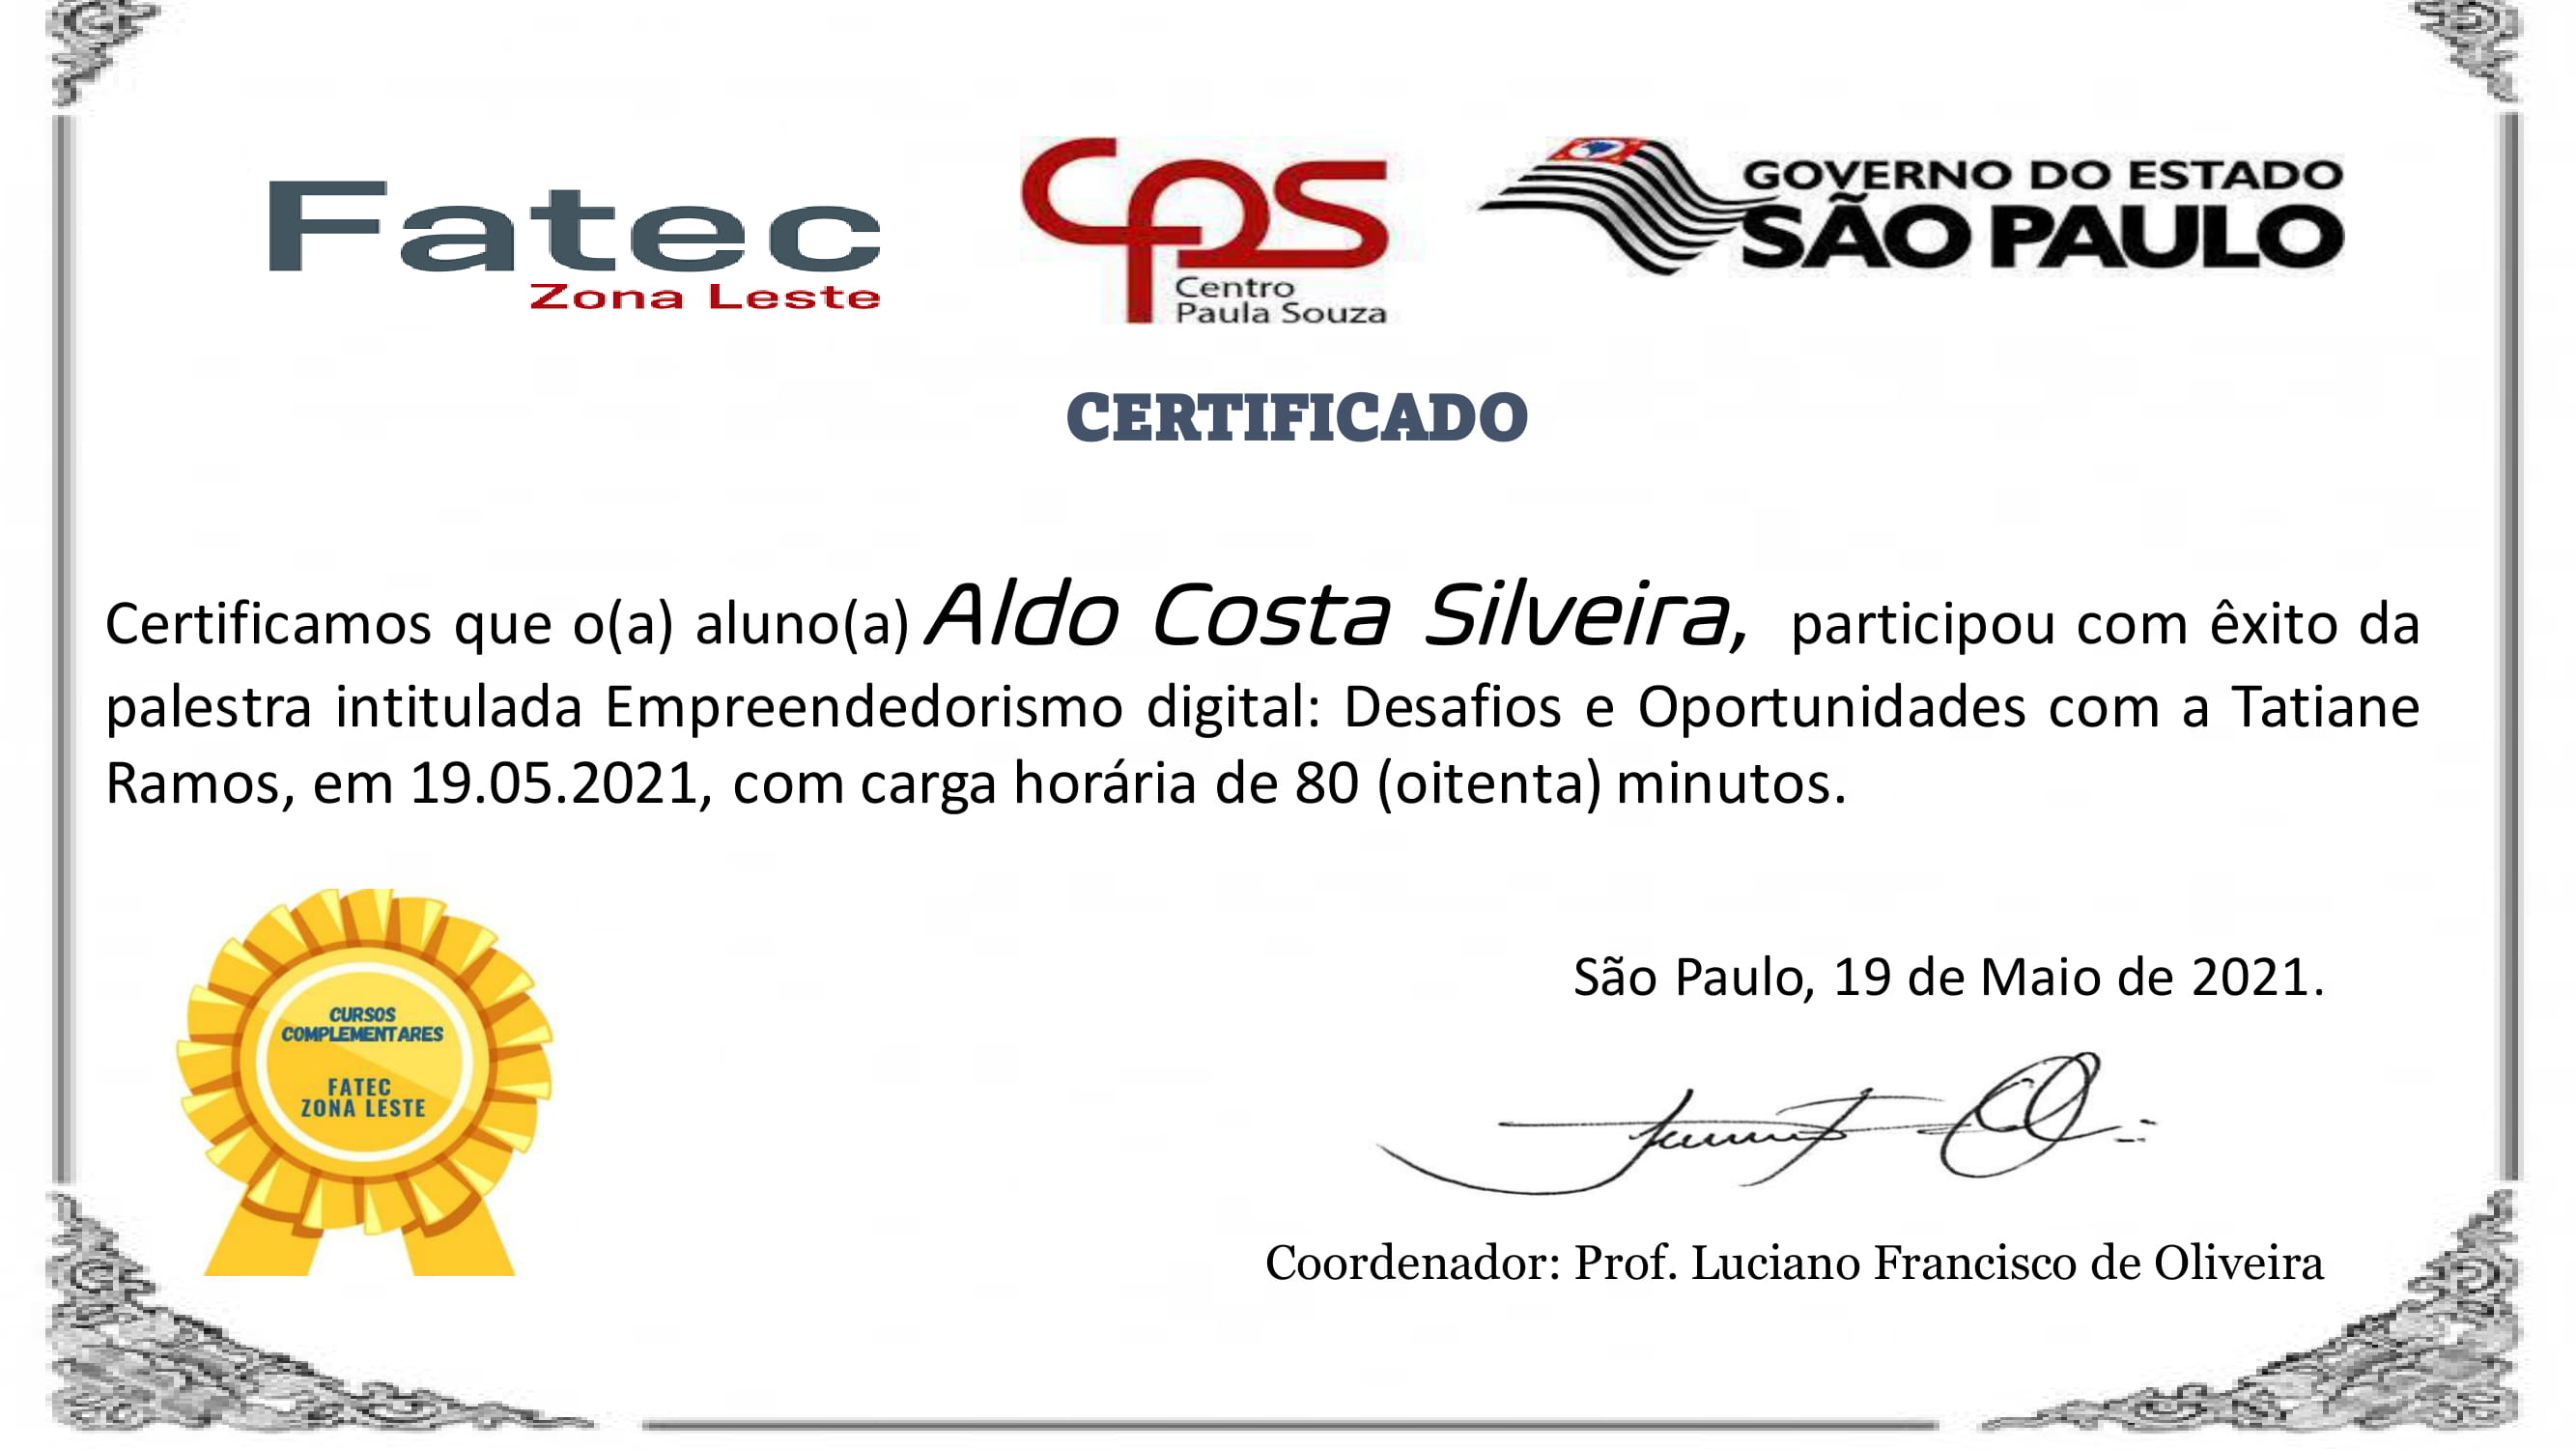 Fatec
Zona Leste
cps
Centro
Paula Souza
GOVERNO DO ESTADO
SÃO PAULO
CERTIFICADO
Certificamos que o(a) aluno(a) Aldo Costa Silveira, participou com êxito da
palestra intitulada Empreendedorismo digital: Desafios e Oportunidades com a Tatiane
Ramos, em 19.05.2021, com carga horária de 80 (oitenta) minutos.
CURSOS
COMPLEMENTARES
FATEC
ZONA LESTE
São Paulo, 19 de Maio de 2021.
Coordenador: Prof. Luciano Francisco de Oliveira